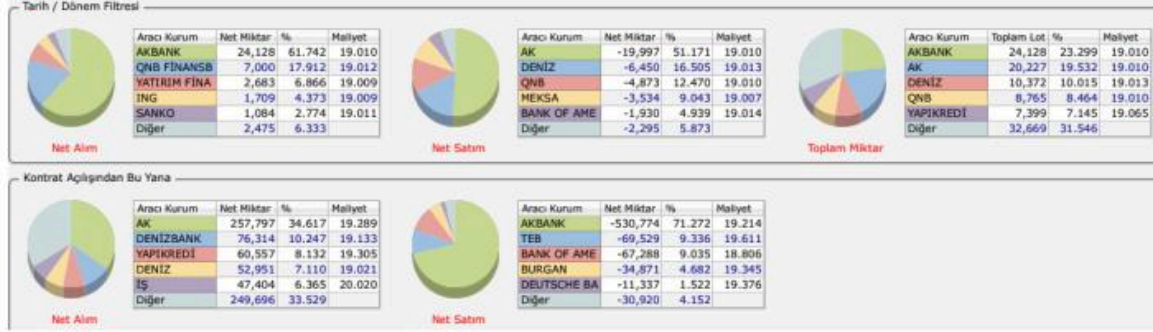 Tarih / Dönem Filtresi
Aracı Kurum Net Miktar % Maliyet
AKBANK 24,128 61.742 19.010
QNB FİNANSB 7,000 17.912 19.012
YATIRIM FİNA 2,683 6.866 19.009
ING 1,709 4.373 19.009
SANKO 1,084 2.774 19.011
Diğer 2,475 6.333
Net Alım
Aracı Kurum Net Miktar % Maliyet
AK -19,997 51.171 19.010
DENİZ -6,450 16.505 19.013
QNB -4,873 12.470 19.010
MEKSA -3,534 9.043 19.007
BANK OF AME -1,930 4.939 19.014
Diğer -2,295 5.873
Net Satım
Aracı Kurum Toplam Lot % Maliyet
AKBANK 24,128 23.299 19.010
AK 20,227 19.532 19.010
DENİZ 10,372 10.015 19.013
QNB 8,765 8.464 19.010
YAPIKREDİ 7,399 7.145 19.065
Diğer 32,669 31.546
Toplam Miktar
Kontrat Açılışından Bu Yana
Aracı Kurum Net Miktar % Maliyet
AK 257,797 34.617 19.289
DENİZBANK 76,314 10.247 19.133
YAPIKREDİ 60,557 8.132 19.305
DENİZ 52,951 7.110 19.021
İŞ 47,404 6.365 20.020
Diğer 249,696 33.529
Net Alım
Aracı Kurum Net Miktar % Maliyet
AKBANK -530,774 71.272 19.214
TEB -69,529 9.336 19.611
BANK OF AME -67,288 9.035 18.806
BURGAN -34,871 4.682 19.345
DEUTSCHE BA -11,337 1.522 19.376
Diğer -30,920 4.152
Net Satım